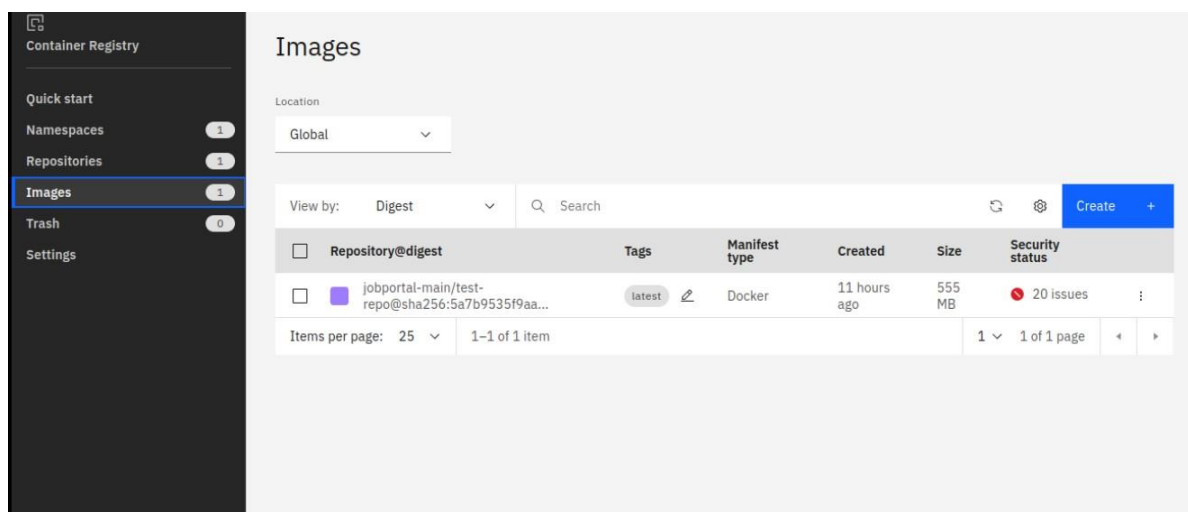 Container Registry
Quick start
Namespaces 1
Repositories 1
Images 1
Trash 0
Settings
Images
Location
Global
View by: Digest Search Create +
Repository@digest Tags Manifest type Created Size Security status
jobportal-main/test-
repo@sha256:5a7b9535f9aa...
latest
Docker
11 hours
ago
555
MB
20 issues
Items per page: 25 1–1 of 1 item 1 1 of 1 page